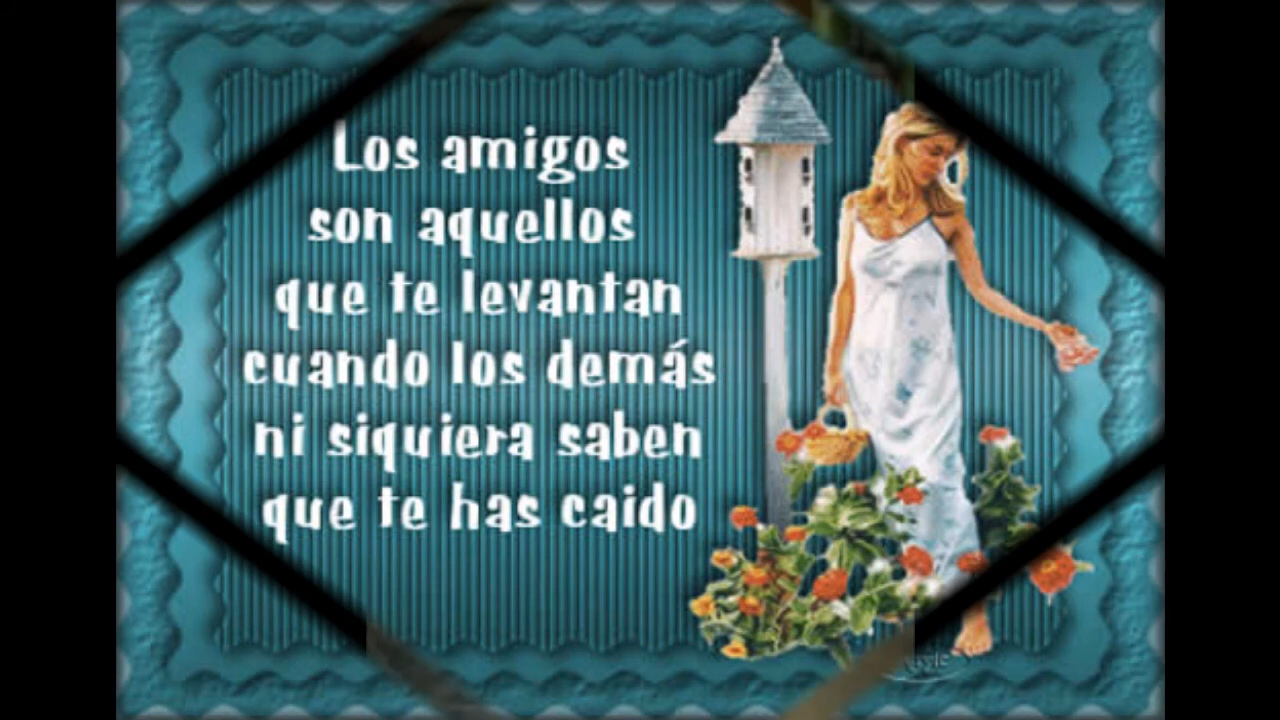 Los amigos
son aquellos
que te levantan
cuando los demás
ni siquiera saben
que te has caido